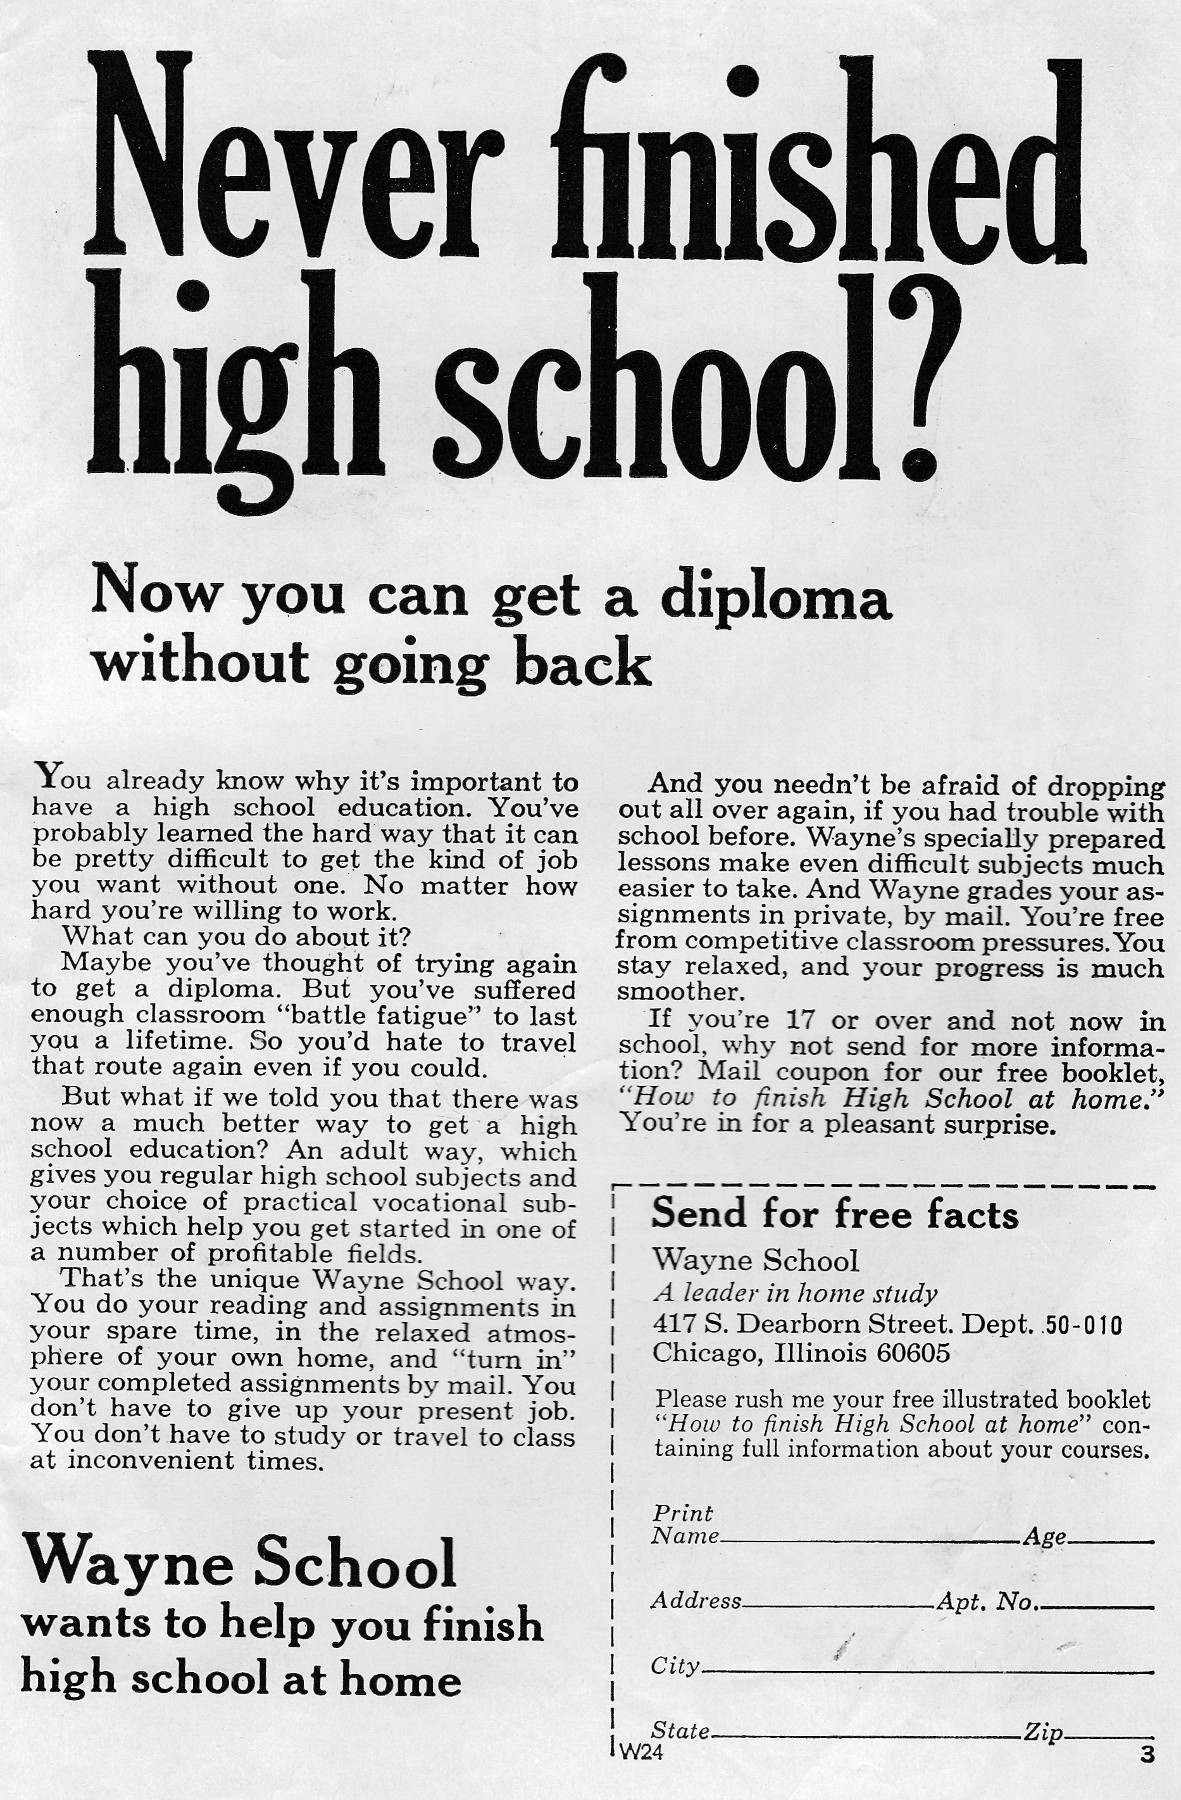 Never finished
high school?
Now you can get a diploma
without going back
You already know why it's important to
have a high school education. You've
probably learned the hard way that it can
be pretty difficult to get the kind of job
you want without one. No matter how
hard you're willing to work.
What can you do about it?
Maybe you've thought of trying again
to get a diploma. But you've suffered
enough classroom "battle fatigue" to last
you a lifetime. So you'd hate to travel
that route again even if you could.
But what if we told you that there was
now a much better way to get a high
school education? An adult way, which
gives you regular high school subjects and
your choice of practical vocational sub-
jects which help you get started in one of
a number of profitable fields.
That's the unique Wayne School way.
You do your reading and assignments in
your spare time, in the relaxed atmos-
phere of your own home, and "turn in"
your completed assignments by mail. You
don't have to give up your present job.
You don't have to study or travel to class
at inconvenient times.
Wayne School
wants to help you finish
high school at home
And you needn't be afraid of dropping
out all over again, if you had trouble with
school before. Wayne's specially prepared
lessons make even difficult subjects much
easier to take. And Wayne grades your as-
signments in private, by mail. You're free
from competitive classroom pressures. You
stay relaxed, and your progress is much
smoother.
If you're 17 or over and not now in
school, why not send for more informa-
tion? Mail coupon for our free booklet,
"How to finish High School at home."
You're in for a pleasant surprise.
Send for free facts
Wayne School
A leader in home study
417 S. Dearborn Street. Dept. 50-010
Chicago, Illinois 60605
Please rush me your free illustrated booklet
"How to finish High School at home" con-
taining full information about your courses.
Print
Name Age
Address Apt. No.
City
State Zip
W24 3